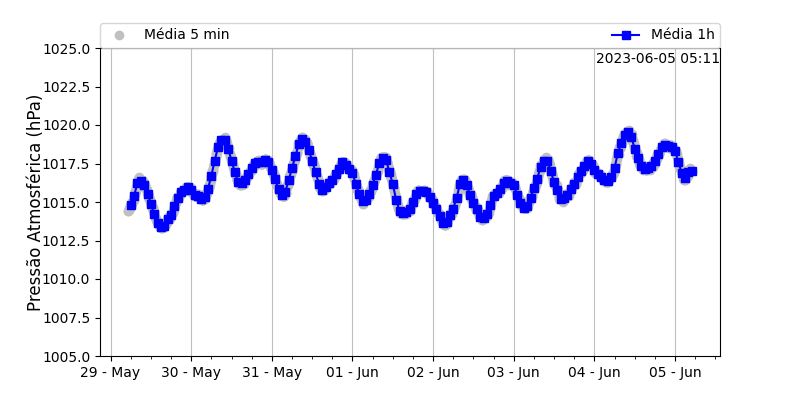 Média 5 min
Média 1h
2023-06-05 05:11
Pressão Atmosférica (hPa)
1025.0
1022.5
1020.0
1017.5
1015.0
1012.5
1010.0
1007.5
1005.0
29 - May
30 - May
31 - May
01 - Jun
02 - Jun
03 - Jun
04 - Jun
05 - Jun